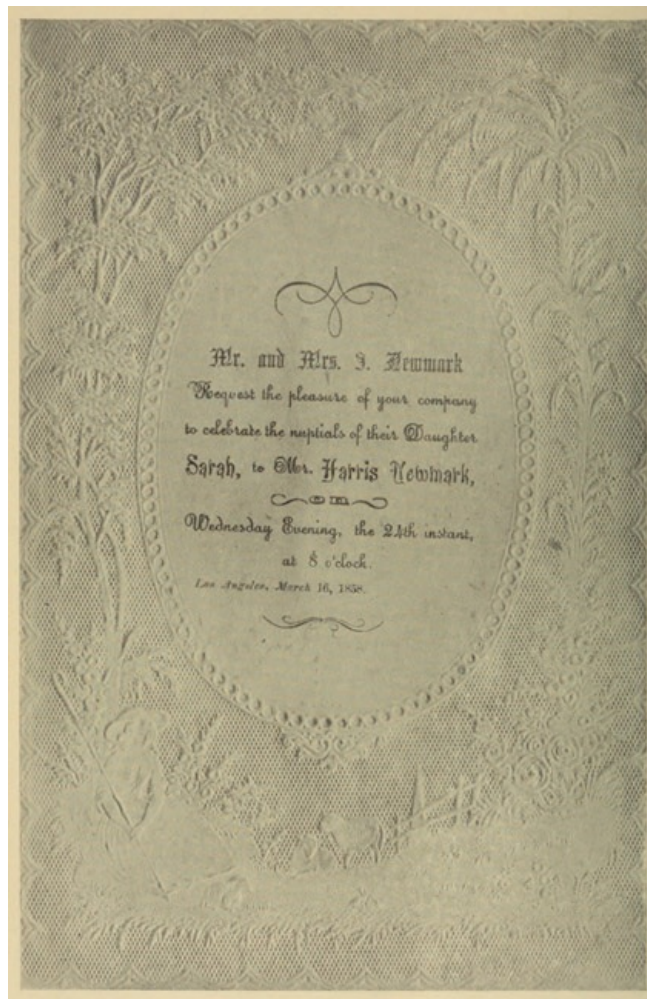 Mr. and Mrs. J. Newmark
Request the pleasure of your company
to celebrate the nuptials of their Daughter
Sarah, to Mr. Harris Newmark,
Wednesday Evening, the 24th instant,
at 8 o'clock.
Los Angeles, March 16, 1858.